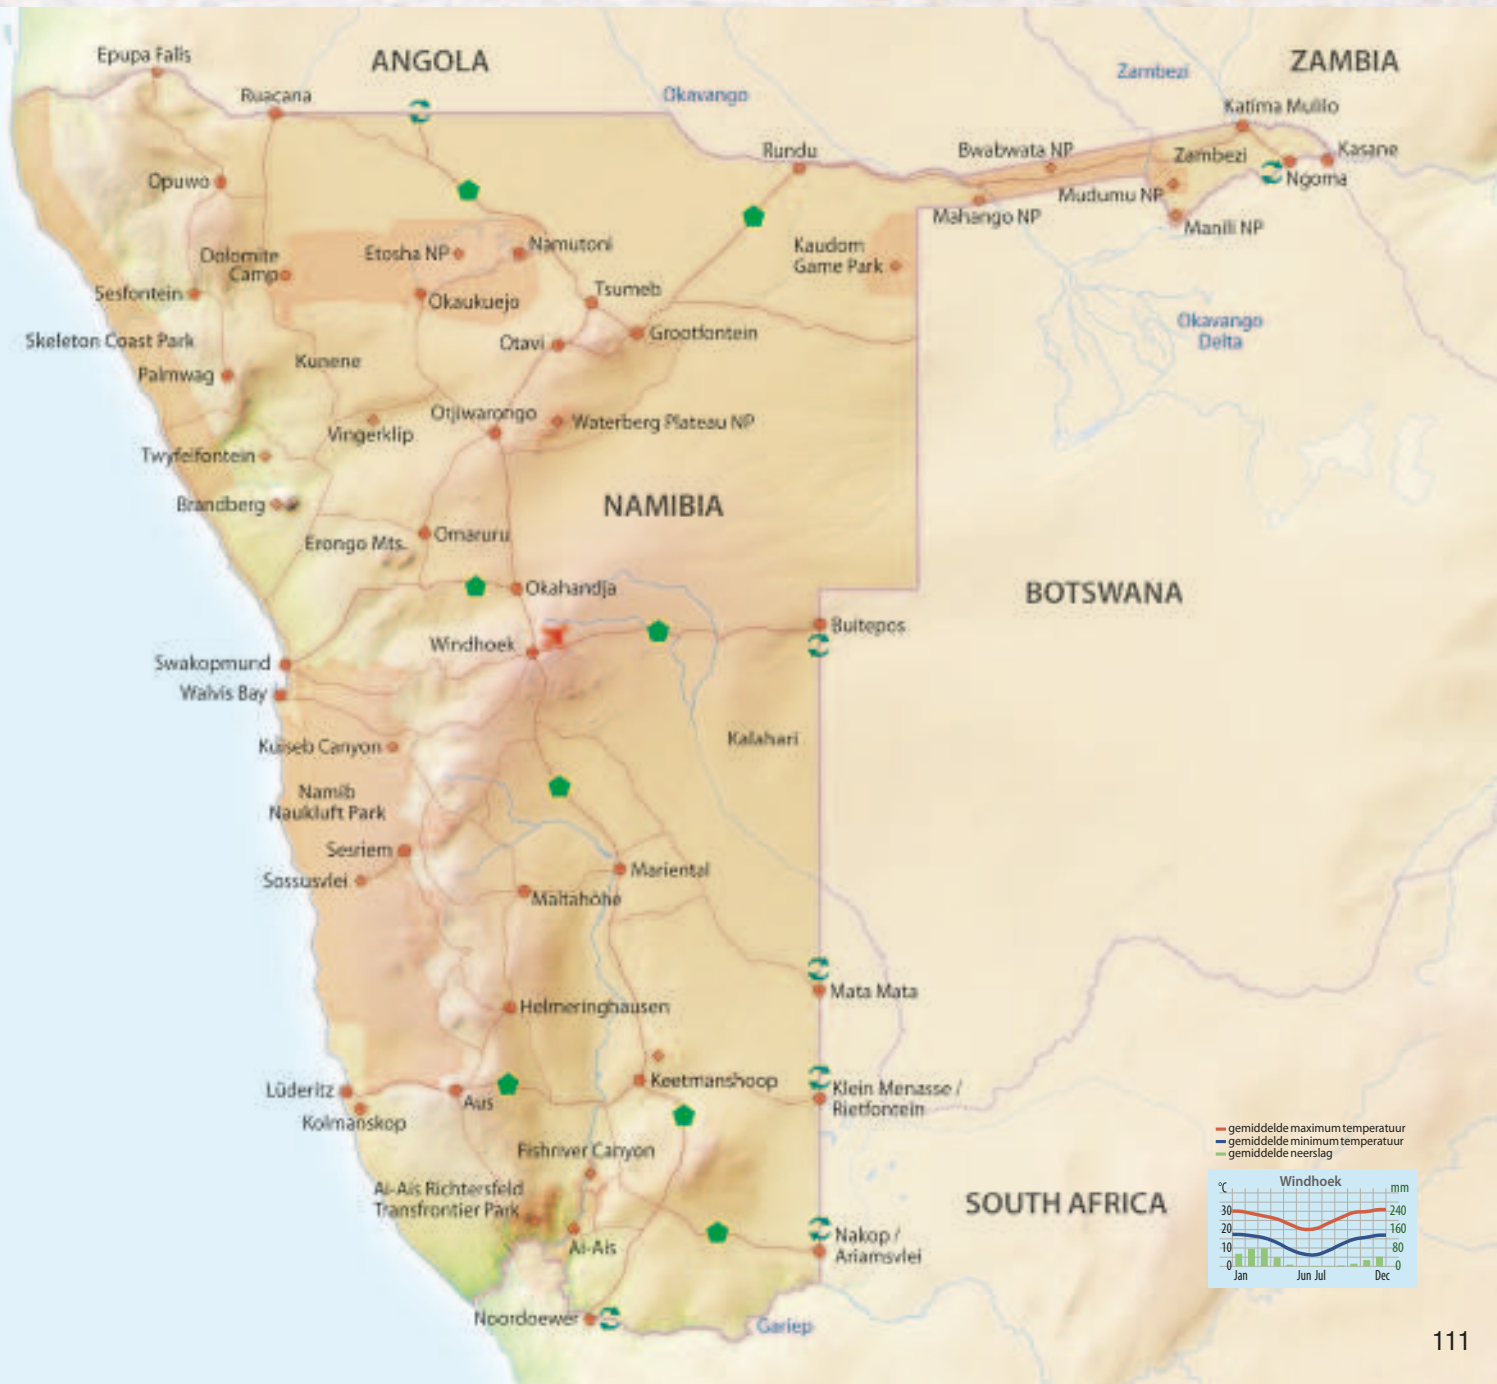 Epupa Falls
ANGOLA
ZAMBIA
Zambezi
Ruacana
Okavango
Katima Mulilo
Rundu
Bwabwata NP
Zambezi
Kasane
Opuwo
Ngoma
Mudumu NP
Mahango NP
Manili NP
Dolomite
Camp
Etosha NP
Namutoni
Kaudom
Game Park
Sesfontein
Okaukuejo
Tsumeb
Okavango
Delta
Skeleton Coast Park
Otavi
Grootfontein
Kunene
Palmwag
Otjiwarongo
Waterberg Plateau NP
Vingerklip
Twyfelfontein
Brandberg
NAMIBIA
Erongo Mts.
Omaruru
Okahandja
BOTSWANA
Windhoek
Buitepos
Swakopmund
Walvis Bay
Kuiseb Canyon
Kalahari
Namib
Naukluft Park
Sesriem
Sossusvlei
Mariental
Maltahöhe
Mata Mata
Helmeringhausen
Lüderitz
Aus
Keetmanshoop
Klein Menasse /
Rietfontein
Kolmanskop
Fishriver Canyon
Ai-Ais Richtersfeld
Transfrontier Park
Ai-Ais
SOUTH AFRICA
Nakop /
Ariamsvlei
Noordoewer
Gariep
gemiddelde maximum temperatuur
gemiddelde minimum temperatuur
gemiddelde neerslag
Windhoek
°C mm
30 240
20 160
10 80
0 0
Jan Jun Jul Dec
111